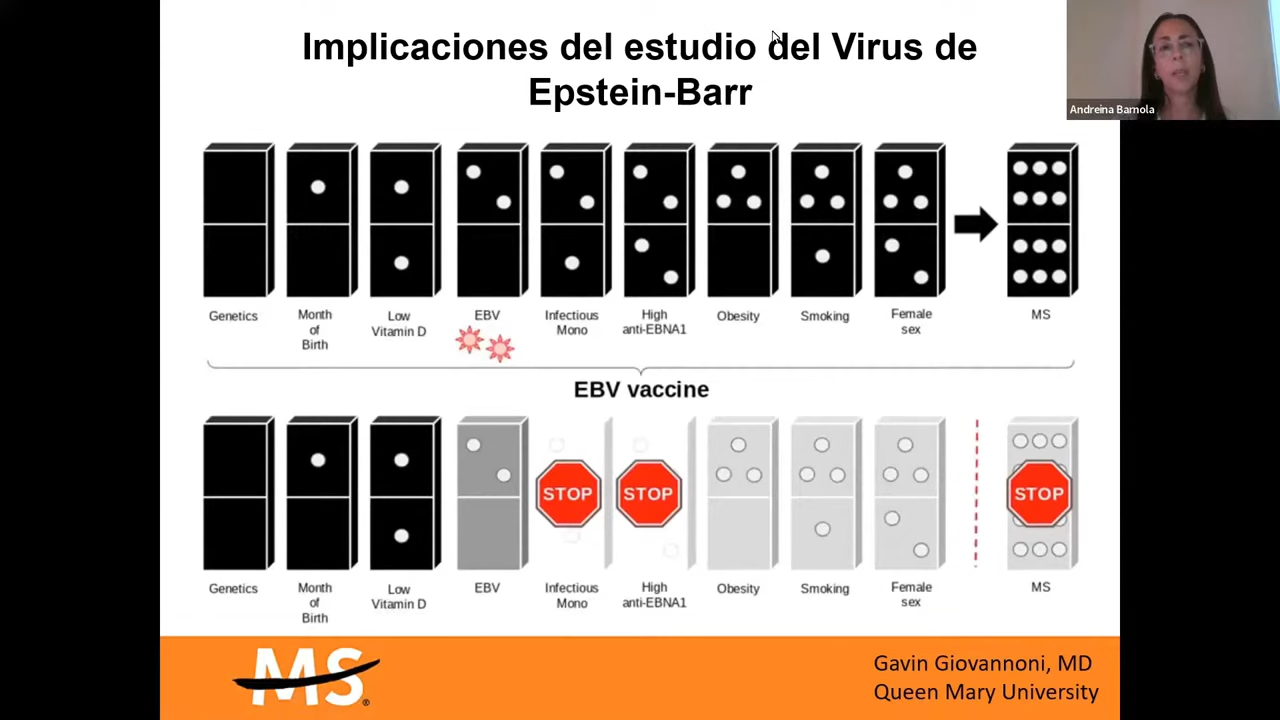 Implicaciones del estudio del Virus de
Epstein-Barr
Andreina Barnola
Genetics
Month
of
Birth
Low
Vitamin D
EBV
Infectious
Mono
High
anti-EBNA1
Obesity
Smoking
Female
sex
MS
EBV vaccine
STOP
STOP
STOP
Genetics
Month
of
Birth
Low
Vitamin D
EBV
Infectious
Mono
High
anti-EBNA1
Obesity
Smoking
Female
sex
MS
MS®
Gavin Giovannoni, MD
Queen Mary University